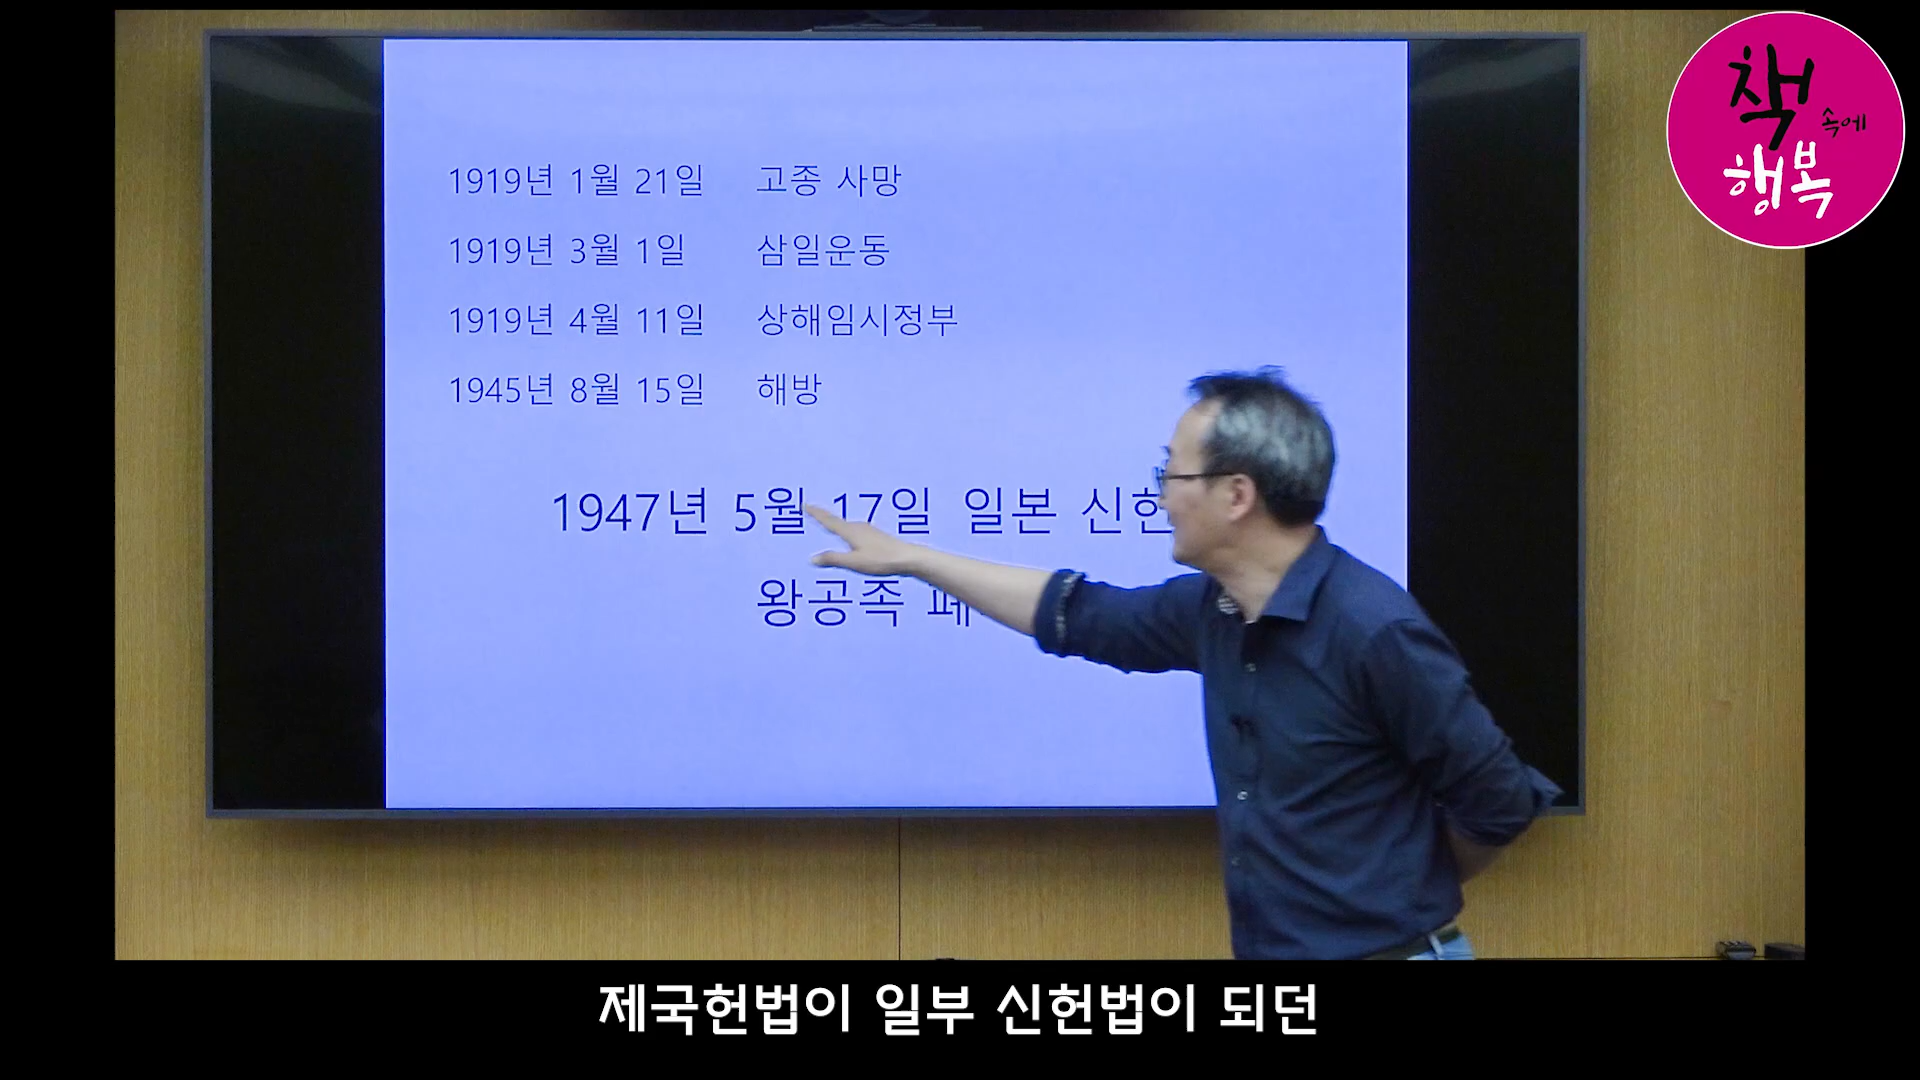 책
속에
행복
1919년 1월 21일 고종 사망
1919년 3월 1일 삼일운동
1919년 4월 11일 상해임시정부
1945년 8월 15일 해방
1947년 5월 17일 일본 신헌
왕공족
제국헌법이 일부 신헌법이 되던